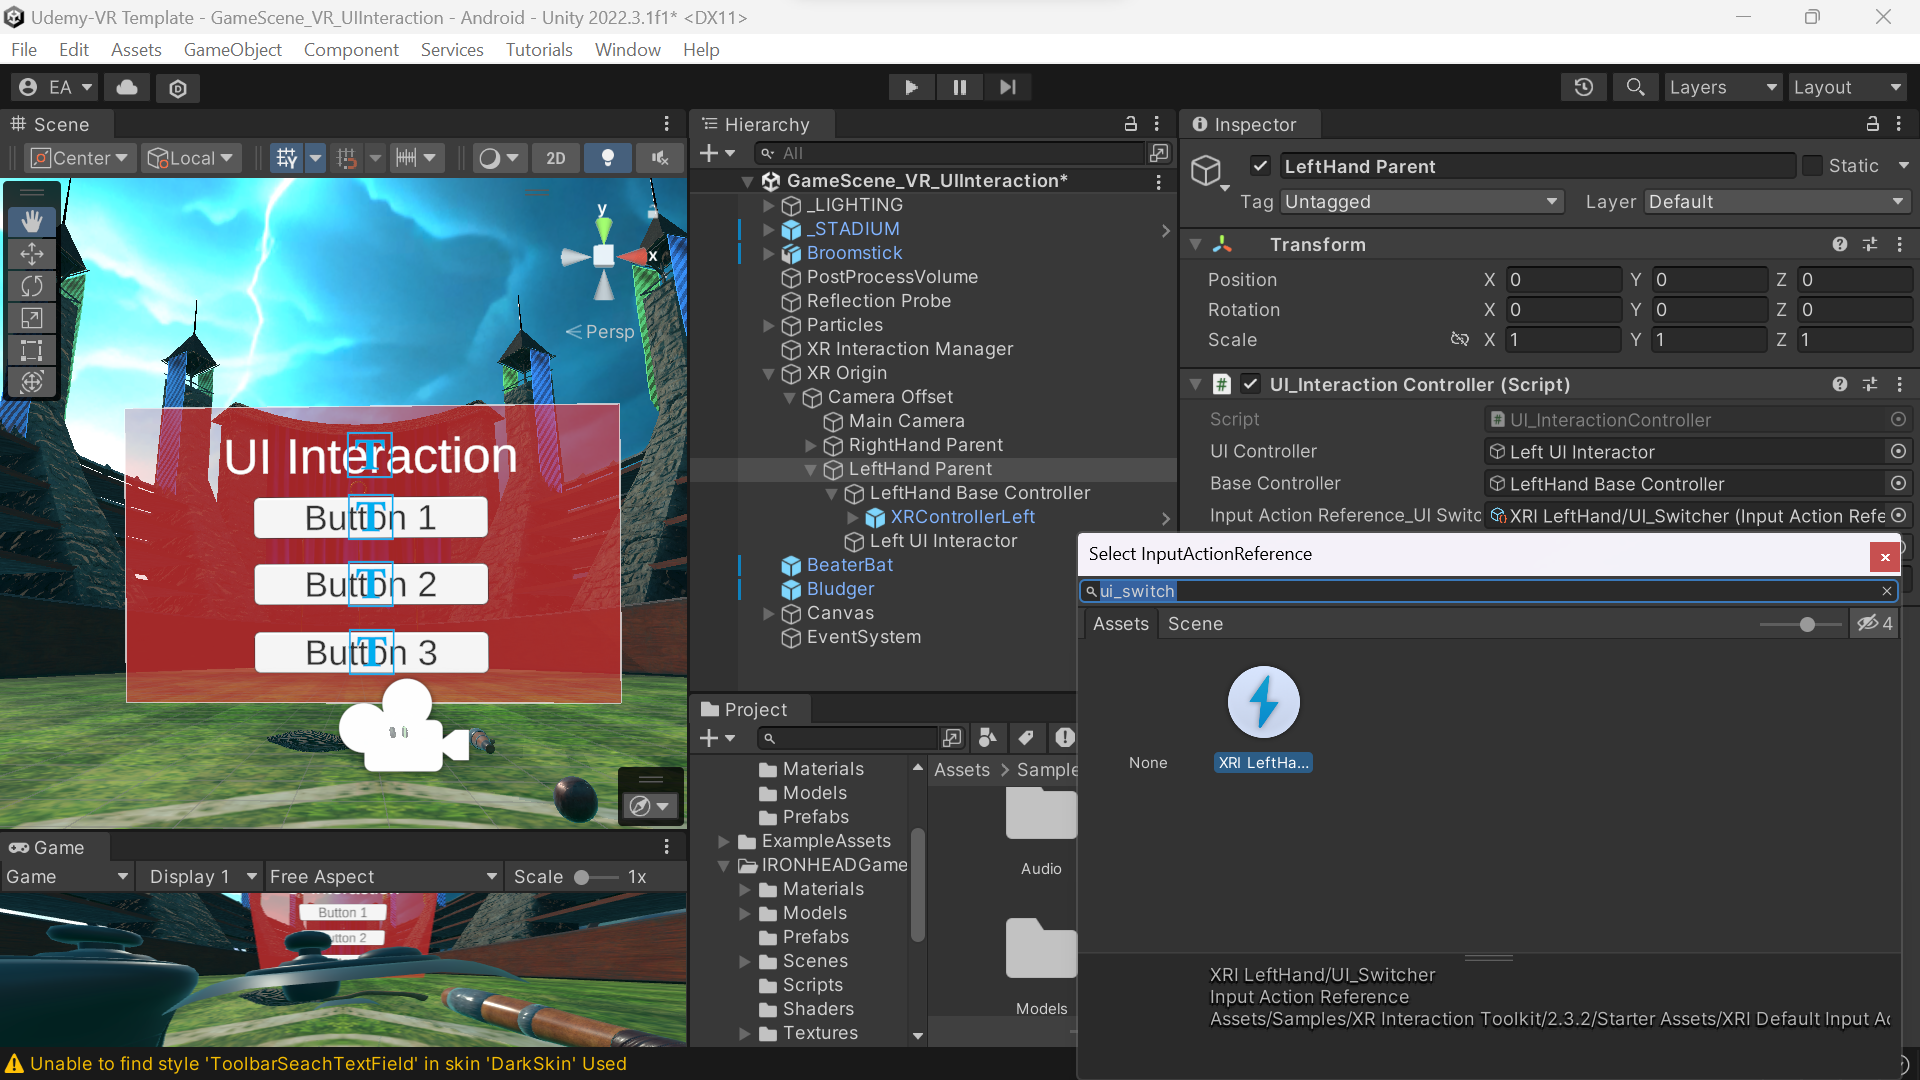 Udemy-VR Template - GameScene_VR_UIInteraction - Android - Unity 2022.3.1f1* <DX11>
File Edit Assets GameObject Component Services Tutorials Window Help
EA
Layers
Layout
Scene
Center
Local
2D
y
x
Persp
UI Interaction
Button 1
Button 2
Button 3
Game
Game
Display 1
Free Aspect
Scale
1x
Button 1
Hierarchy
All
GameScene_VR_UIInteraction*
_LIGHTING
_STADIUM
Broomstick
PostProcessVolume
Reflection Probe
Particles
XR Interaction Manager
XR Origin
Camera Offset
Main Camera
RightHand Parent
LeftHand Parent
LeftHand Base Controller
XRControllerLeft
Left UI Interactor
BeaterBat
Bludger
Canvas
EventSystem
Project
Materials
Models
Prefabs
ExampleAssets
IRONHEADGame
Materials
Models
Prefabs
Scenes
Scripts
Shaders
Textures
Assets > Sample
Audio
Models
Inspector
LeftHand Parent
Static
Tag Untagged
Layer Default
Transform
Position X 0 Y 0 Z 0
Rotation X 0 Y 0 Z 0
Scale X 1 Y 1 Z 1
UI_Interaction Controller (Script)
Script UI_InteractionController
UI Controller Left UI Interactor
Base Controller LeftHand Base Controller
Input Action Reference_UI Switc XRI LeftHand/UI_Switcher (Input Action Refe
Select InputActionReference
ui_switch
Assets Scene
4
None
XRI LeftHa...
XRI LeftHand/UI_Switcher
Input Action Reference
Assets/Samples/XR Interaction Toolkit/2.3.2/Starter Assets/XRI Default Input Ac
Unable to find style 'ToolbarSeachTextField' in skin 'DarkSkin' Used